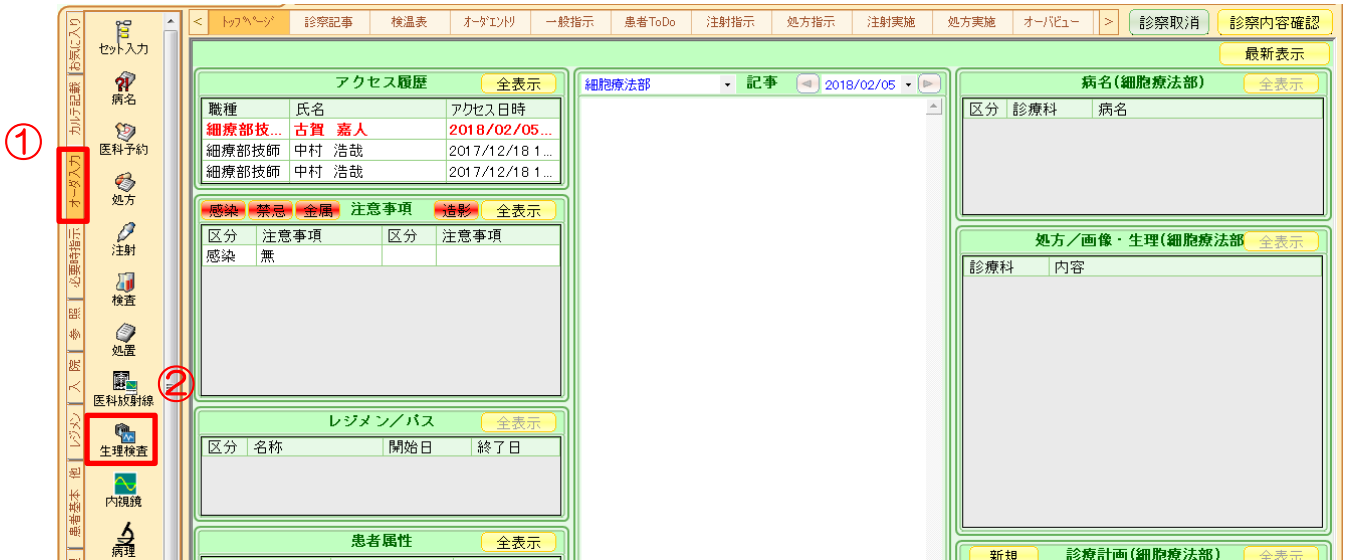 ①
②
お気に入り
カルテ記載
オーダ入力
必要時指示
参 照
入 院
レジメン
患者基本 他
セット入力
病名
医科予約
処方
注射
検査
処置
医科放射線
生理検査
内視鏡
病理
< トップページ 診察記事 検温表 オーダエントリ 一般指示 患者ToDo 注射指示 処方指示 注射実施 処方実施 オーバビュー > 診察取消 診察内容確認
最新表示
アクセス履歴 全表示
職種 氏名 アクセス日時
細療部技... 古賀 嘉人 2018/02/05...
細療部技師 中村 浩哉 2017/12/18 1...
細療部技師 中村 浩哉 2017/12/18 1...
感染 禁忌 金属 注意事項 造影 全表示
区分 注意事項 区分 注意事項
感染 無
レジメン/パス 全表示
区分 名称 開始日 終了日
患者属性 全表示
細胞療法部 記事 2018/02/05
病名(細胞療法部) 全表示
区分 診療科 病名
処方/画像・生理(細胞療法部 全表示
診療科 内容
新規 診療計画(細胞療法部) 全表示